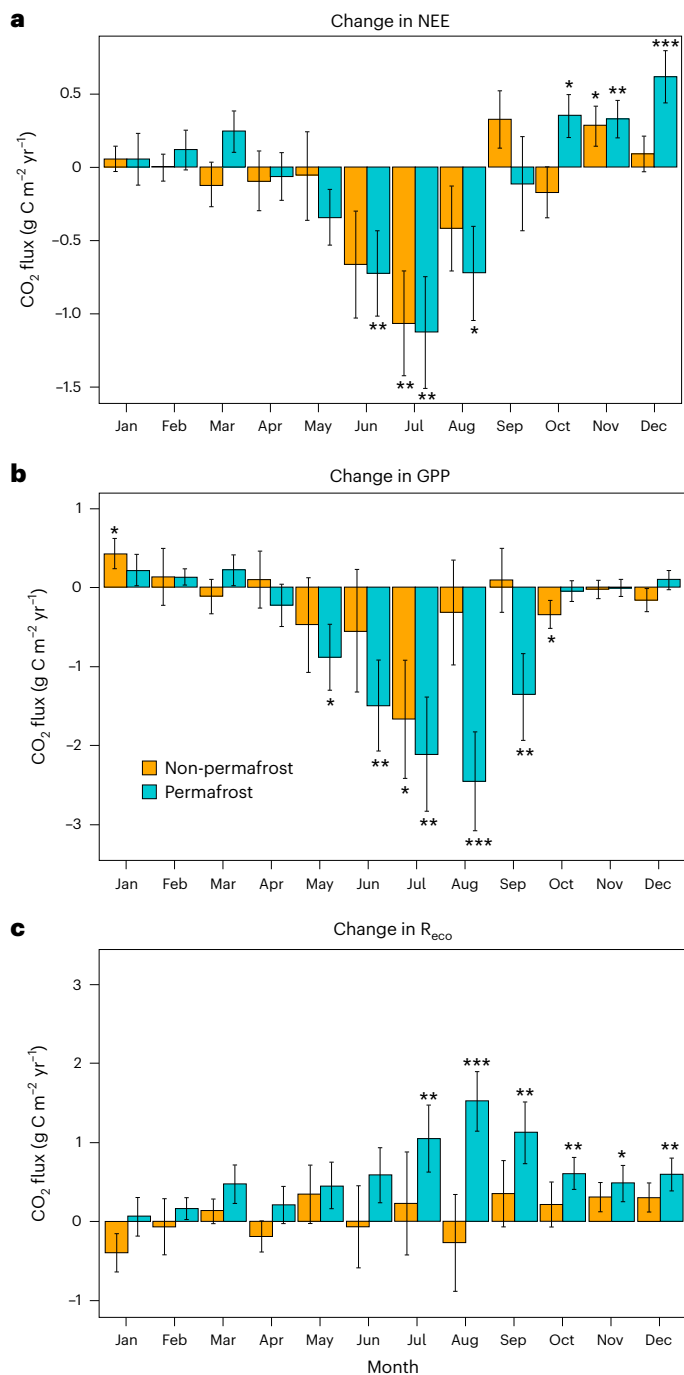 a
Change in NEE
***
* * **
0.5
0
−0.5
−1.0
−1.5
** *
** **
CO₂ flux (g C m⁻² yr⁻¹)
Jan Feb Mar Apr May Jun Jul Aug Sep Oct Nov Dec
b
Change in GPP
1
*
0
−1
−2
−3
*
*
** * ** *** **
CO₂ flux (g C m⁻² yr⁻¹)
Non-permafrost
Permafrost
Jan Feb Mar Apr May Jun Jul Aug Sep Oct Nov Dec
c
Change in Reco
3
2
1
0
−1
** *** ** ** * **
CO₂ flux (g C m⁻² yr⁻¹)
Jan Feb Mar Apr May Jun Jul Aug Sep Oct Nov Dec
Month